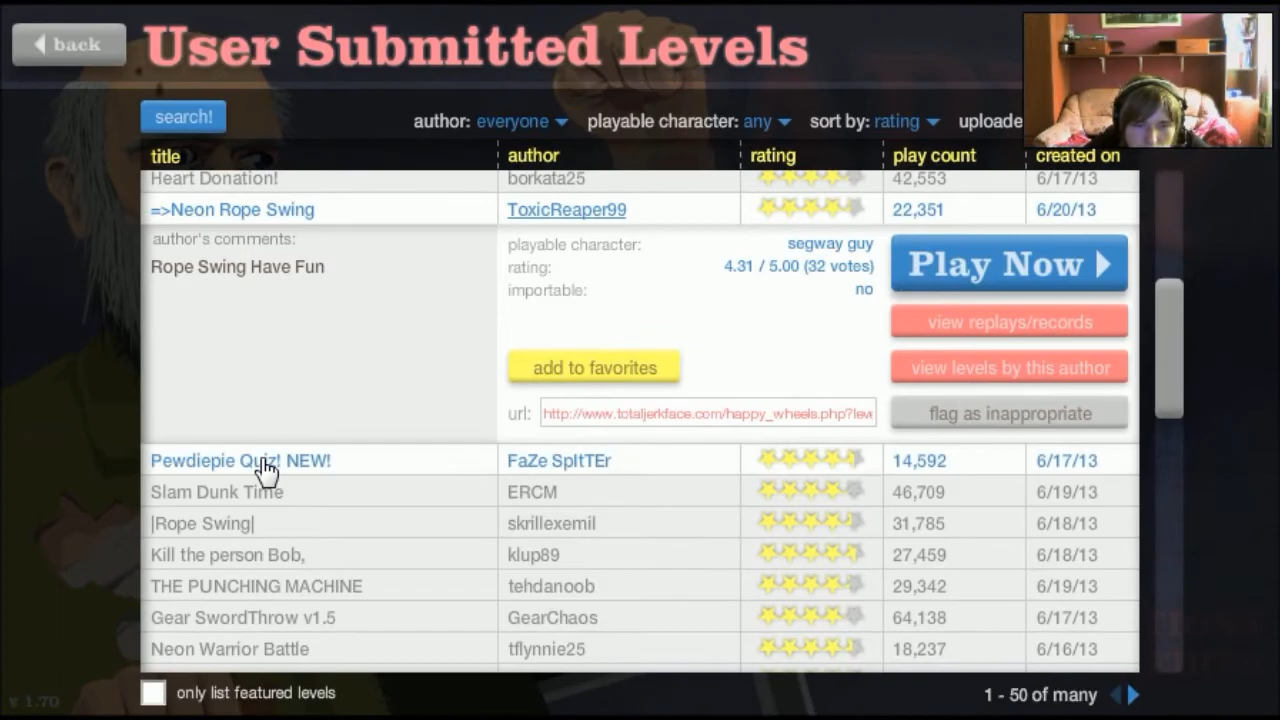 back
User Submitted Levels
search!
author: everyone playable character: any sort by: rating uploade
title author rating play count created on
Heart Donation! borkata25 42,553 6/17/13
=>Neon Rope Swing ToxicReaper99 22,351 6/20/13
author's comments:
Rope Swing Have Fun
playable character: segway guy
rating: 4.31 / 5.00 (32 votes)
importable: no
Play Now
view replays/records
add to favorites
view levels by this author
url: http://www.totaljerkface.com/happy_wheels.php?leve
flag as inappropriate
Pewdiepie Quiz! NEW! FaZe SpItTEr 14,592 6/17/13
Slam Dunk Time ERCM 46,709 6/19/13
|Rope Swing| skrillexemil 31,785 6/18/13
Kill the person Bob, klup89 27,459 6/18/13
THE PUNCHING MACHINE tehdanoob 29,342 6/19/13
Gear SwordThrow v1.5 GearChaos 64,138 6/17/13
Neon Warrior Battle tflynnie25 18,237 6/16/13
only list featured levels
1 - 50 of many
v 1.70